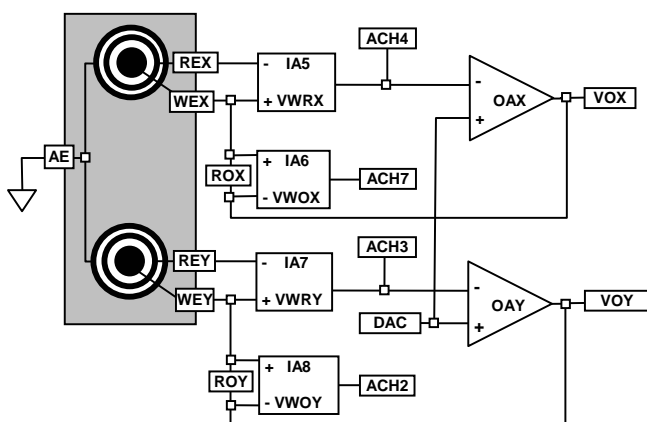 ACH4
REX
- IA5
-
WEX
+ VWRX
OAX
VOX
+
AE
+ IA6
ROX
- VWOX
ACH7
REY
- IA7
ACH3
WEY
+ VWRY
-
OAY
VOY
DAC
+
+ IA8
ROY
- VWOY
ACH2